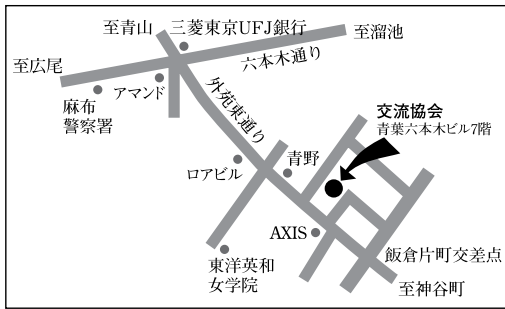 至青山
三菱東京UFJ銀行
至溜池
至広尾
六本木通り
アマンド
麻布
警察署
外苑東通り
交流協会
青葉六本木ビル7階
ロアビル
青野
AXIS
飯倉片町交差点
東洋英和
女学院
至神谷町